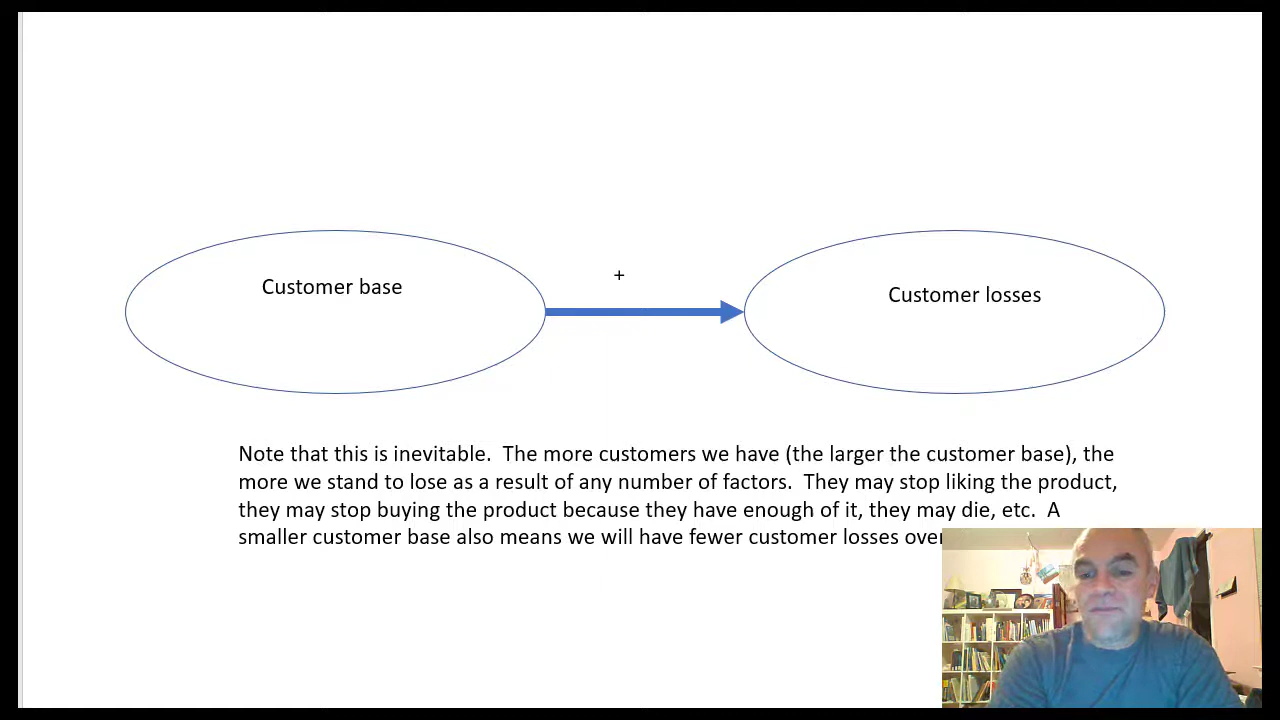 +
Customer base
Customer losses
Note that this is inevitable.  The more customers we have (the larger the customer base), the
more we stand to lose as a result of any number of factors.  They may stop liking the product,
they may stop buying the product because they have enough of it, they may die, etc.  A
smaller customer base also means we will have fewer customer losses over